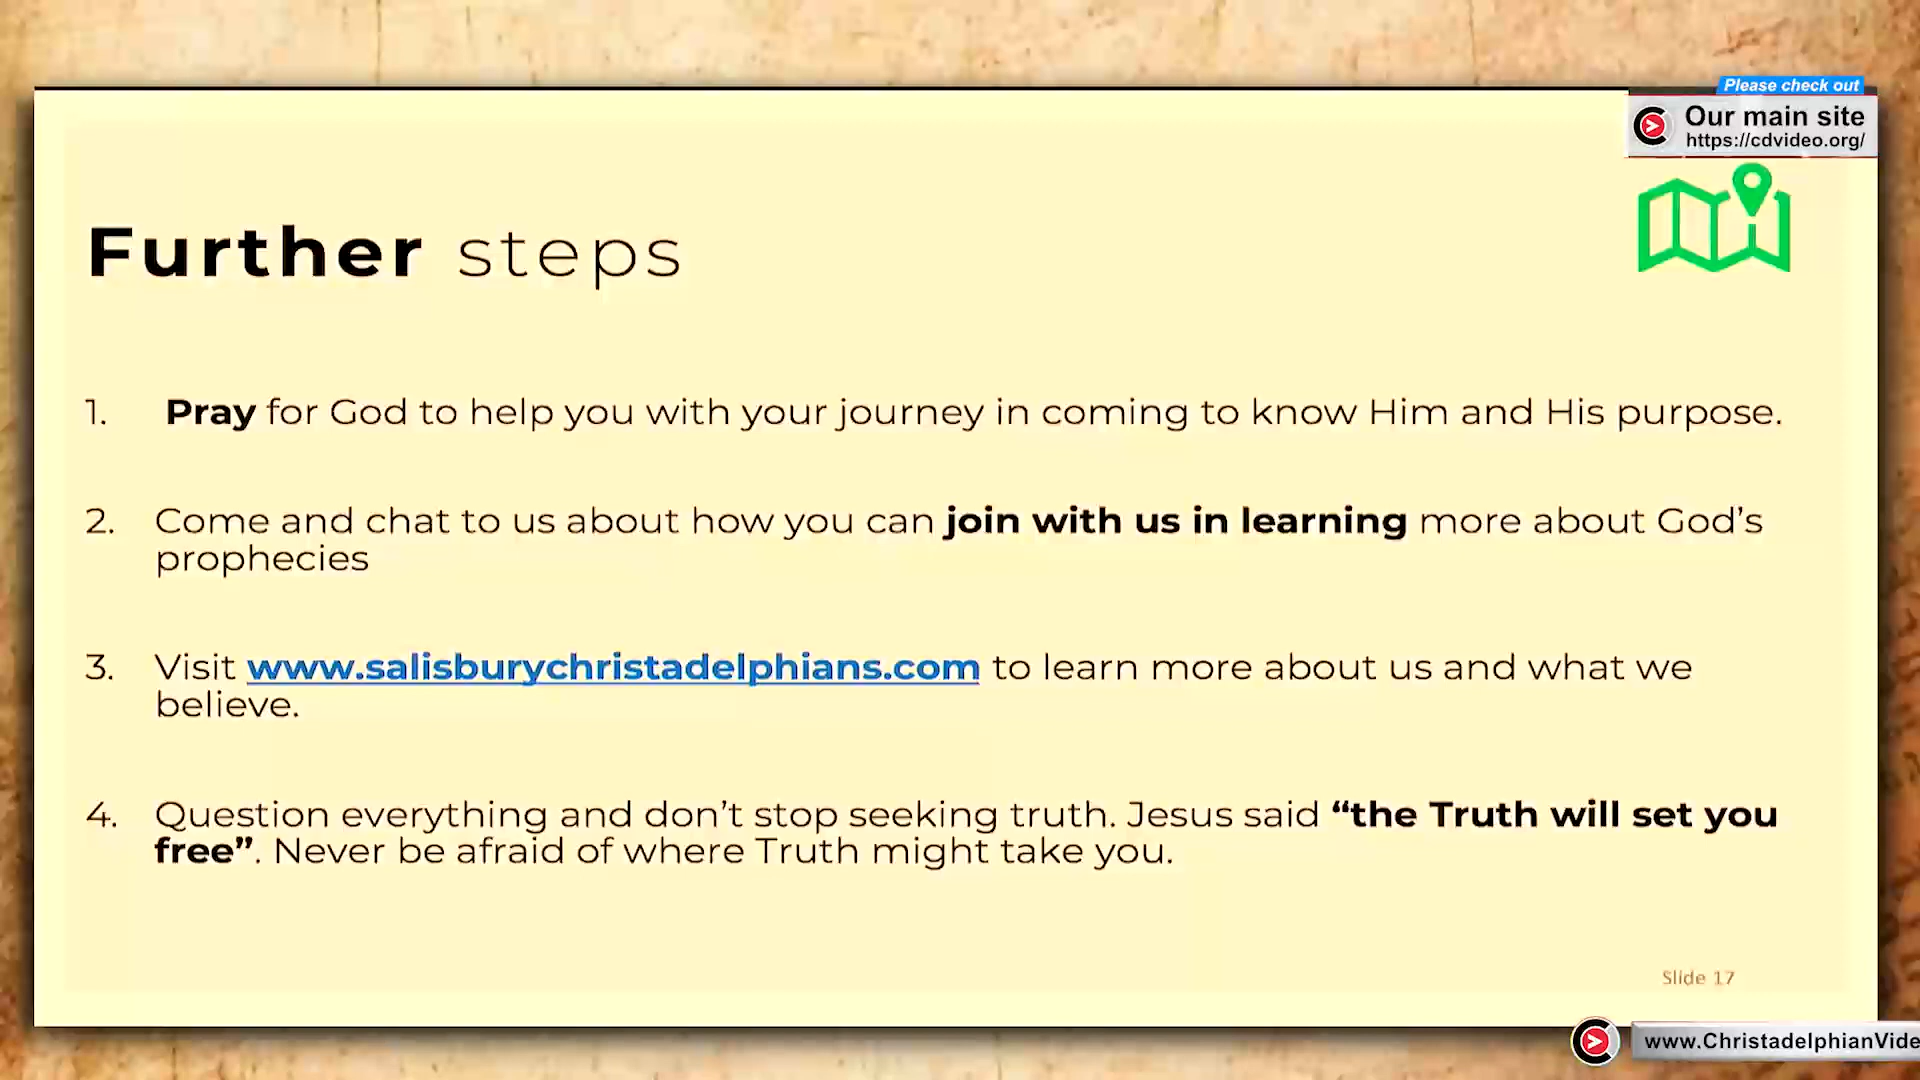 Please check out
Our main site
https://cdvideo.org/
Further steps
1. Pray for God to help you with your journey in coming to know Him and His purpose.
2. Come and chat to us about how you can join with us in learning more about God’s
prophecies
3. Visit www.salisburychristadelphians.com to learn more about us and what we
believe.
4. Question everything and don’t stop seeking truth. Jesus said “the Truth will set you
free”. Never be afraid of where Truth might take you.
Slide 17
www.ChristadelphianVide